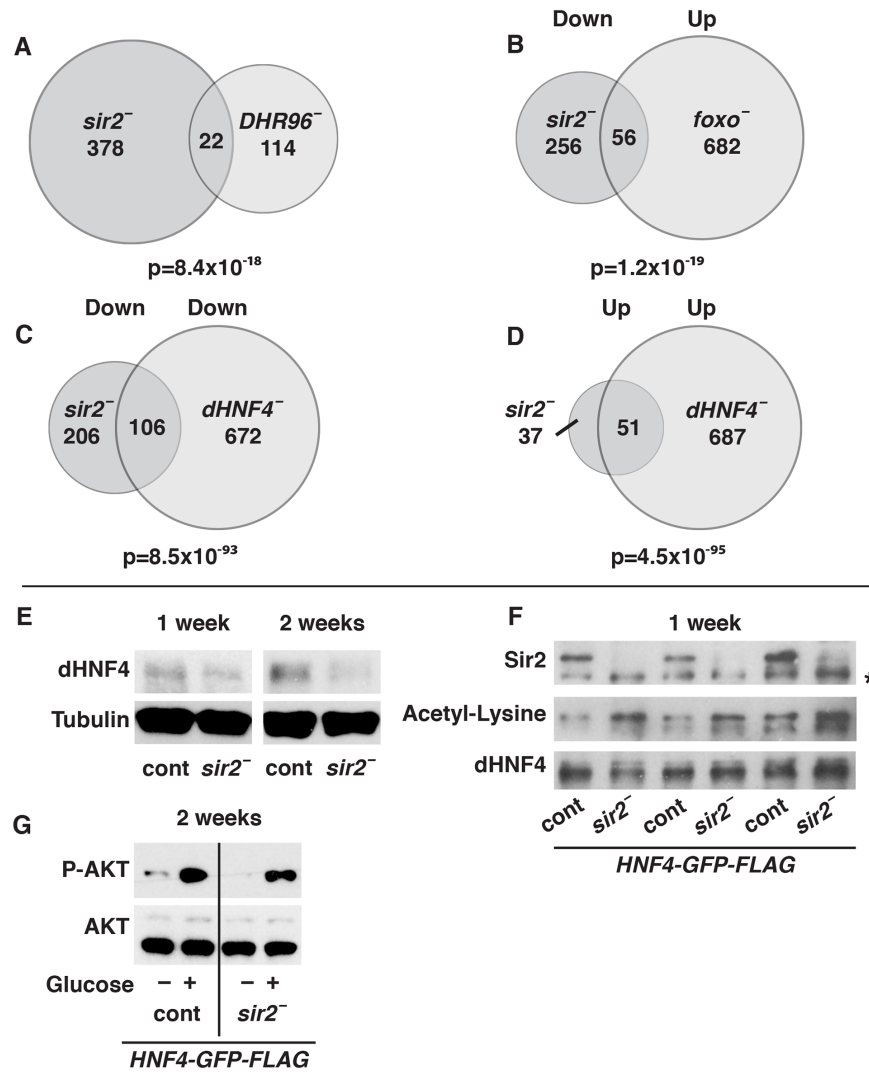 A
sir2⁻
378
22
DHR96⁻
114
p=8.4x10⁻¹⁸
B
Down Up
sir2⁻
256
56
foxo⁻
682
p=1.2x10⁻¹⁹
C
Down Down
sir2⁻
206
106
dHNF4⁻
672
p=8.5x10⁻⁹³
D
Up Up
sir2⁻
37
51
dHNF4⁻
687
p=4.5x10⁻⁹⁵
E
1 week 2 weeks
dHNF4
Tubulin
cont sir2⁻ cont sir2⁻
F
1 week
Sir2
*
Acetyl-Lysine
dHNF4
cont sir2⁻ cont sir2⁻ cont sir2⁻
HNF4-GFP-FLAG
G
2 weeks
P-AKT
AKT
Glucose − + − +
cont sir2⁻
HNF4-GFP-FLAG